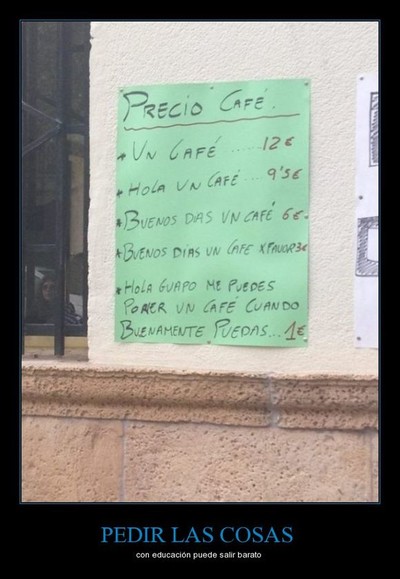 PRECIO CAFÉ.
* UN CAFÉ ........ 12€
* HOLA UN CAFÉ .... 9'5€
* BUENOS DIAS UN CAFÉ 6€.
* BUENOS DÍAS UN CAFE XFAVOR 3€
* HOLA GUAPO ME PUEDES
PONER UN CAFÉ CUANDO
BUENAMENTE PUEDAS... 1€
PEDIR LAS COSAS
con educación puede salir barato